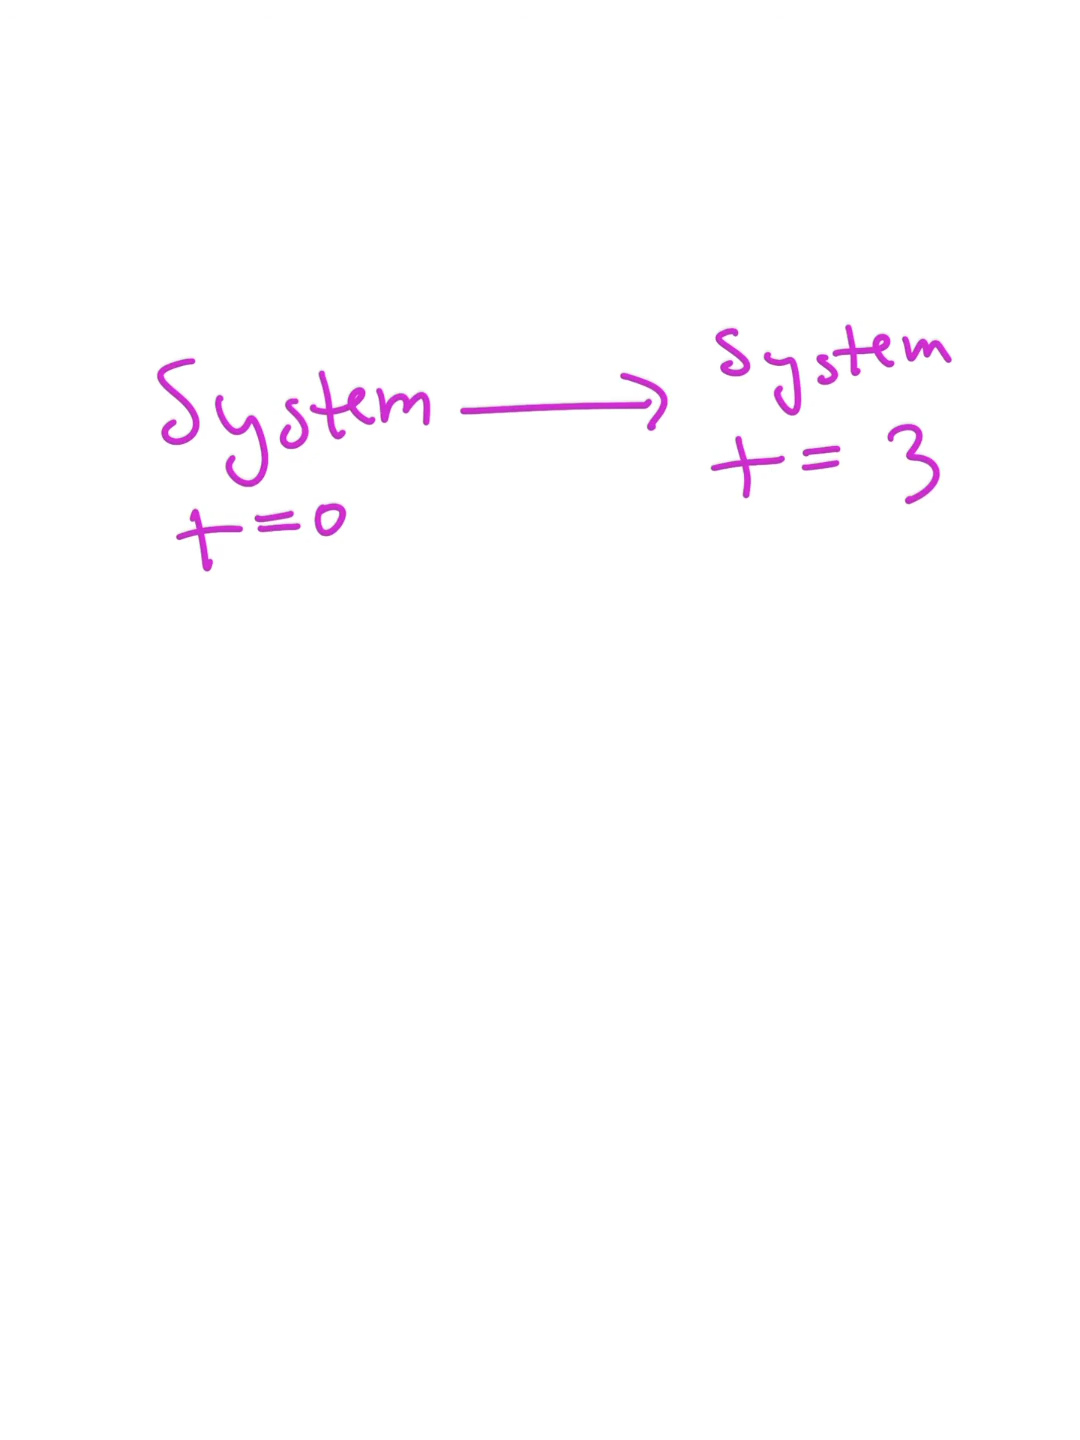 System → System
t=0
t = 3